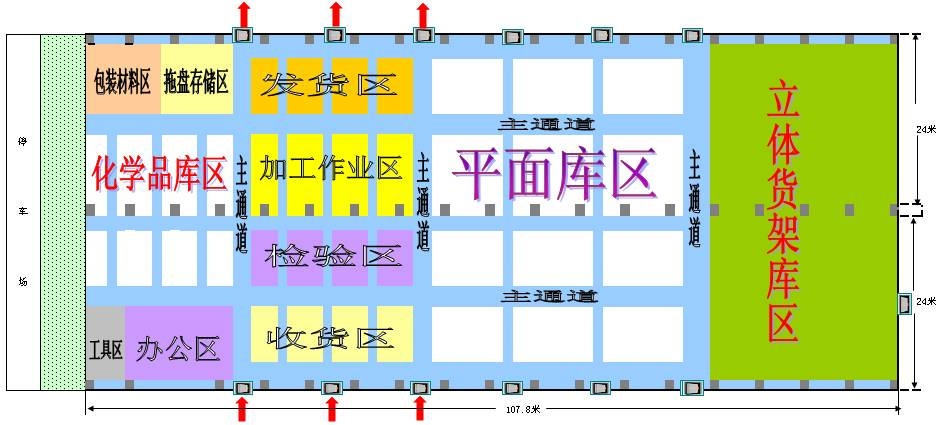 包装材料区
拖盘存储区
发货区
主通道
立体货架库区
停车场
化学品库区
主通道
加工作业区
主通道
平面库区
主通道
24米
检验区
主通道
24米
工具区
办公区
收货区
107.8米